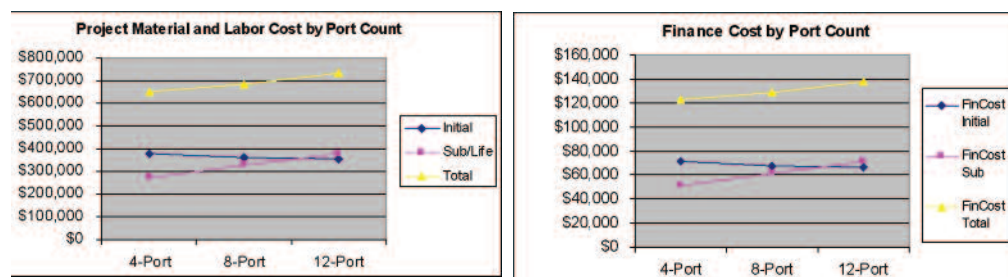 Project Material and Labor Cost by Port Count
$800,000
$700,000
$600,000
$500,000
$400,000
$300,000
$200,000
$100,000
$0
4-Port
8-Port
12-Port
Initial
Sub/Life
Total
Finance Cost by Port Count
$160,000
$140,000
$120,000
$100,000
$80,000
$60,000
$40,000
$20,000
$0
4-Port
8-Port
12-Port
FinCost
Initial
FinCost
Sub
FinCost
Total